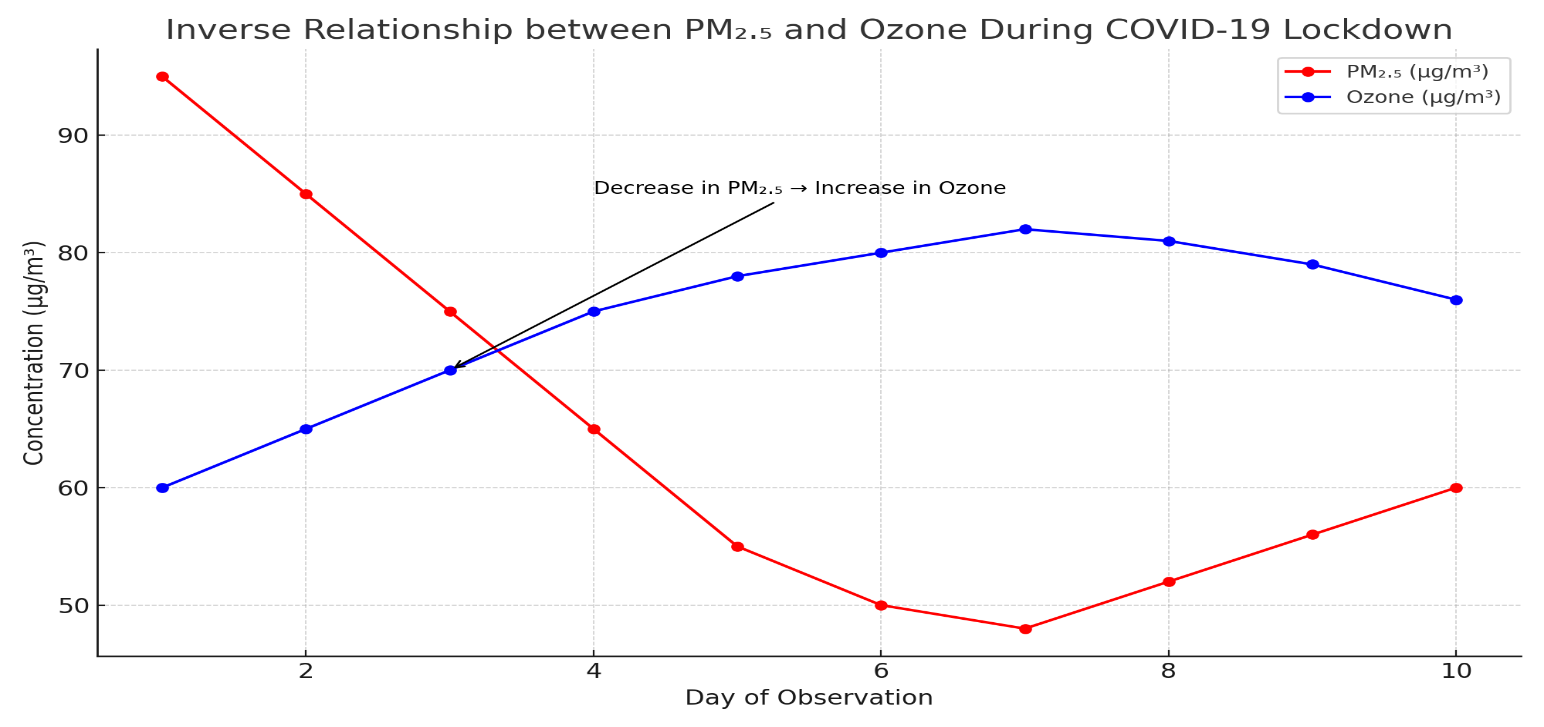 Inverse Relationship between PM₂.₅ and Ozone During COVID-19 Lockdown
PM₂.₅ (μg/m³)
Ozone (μg/m³)
Decrease in PM₂.₅ → Increase in Ozone
Concentration (μg/m³)
90
80
70
60
50
2 4 6 8 10
Day of Observation